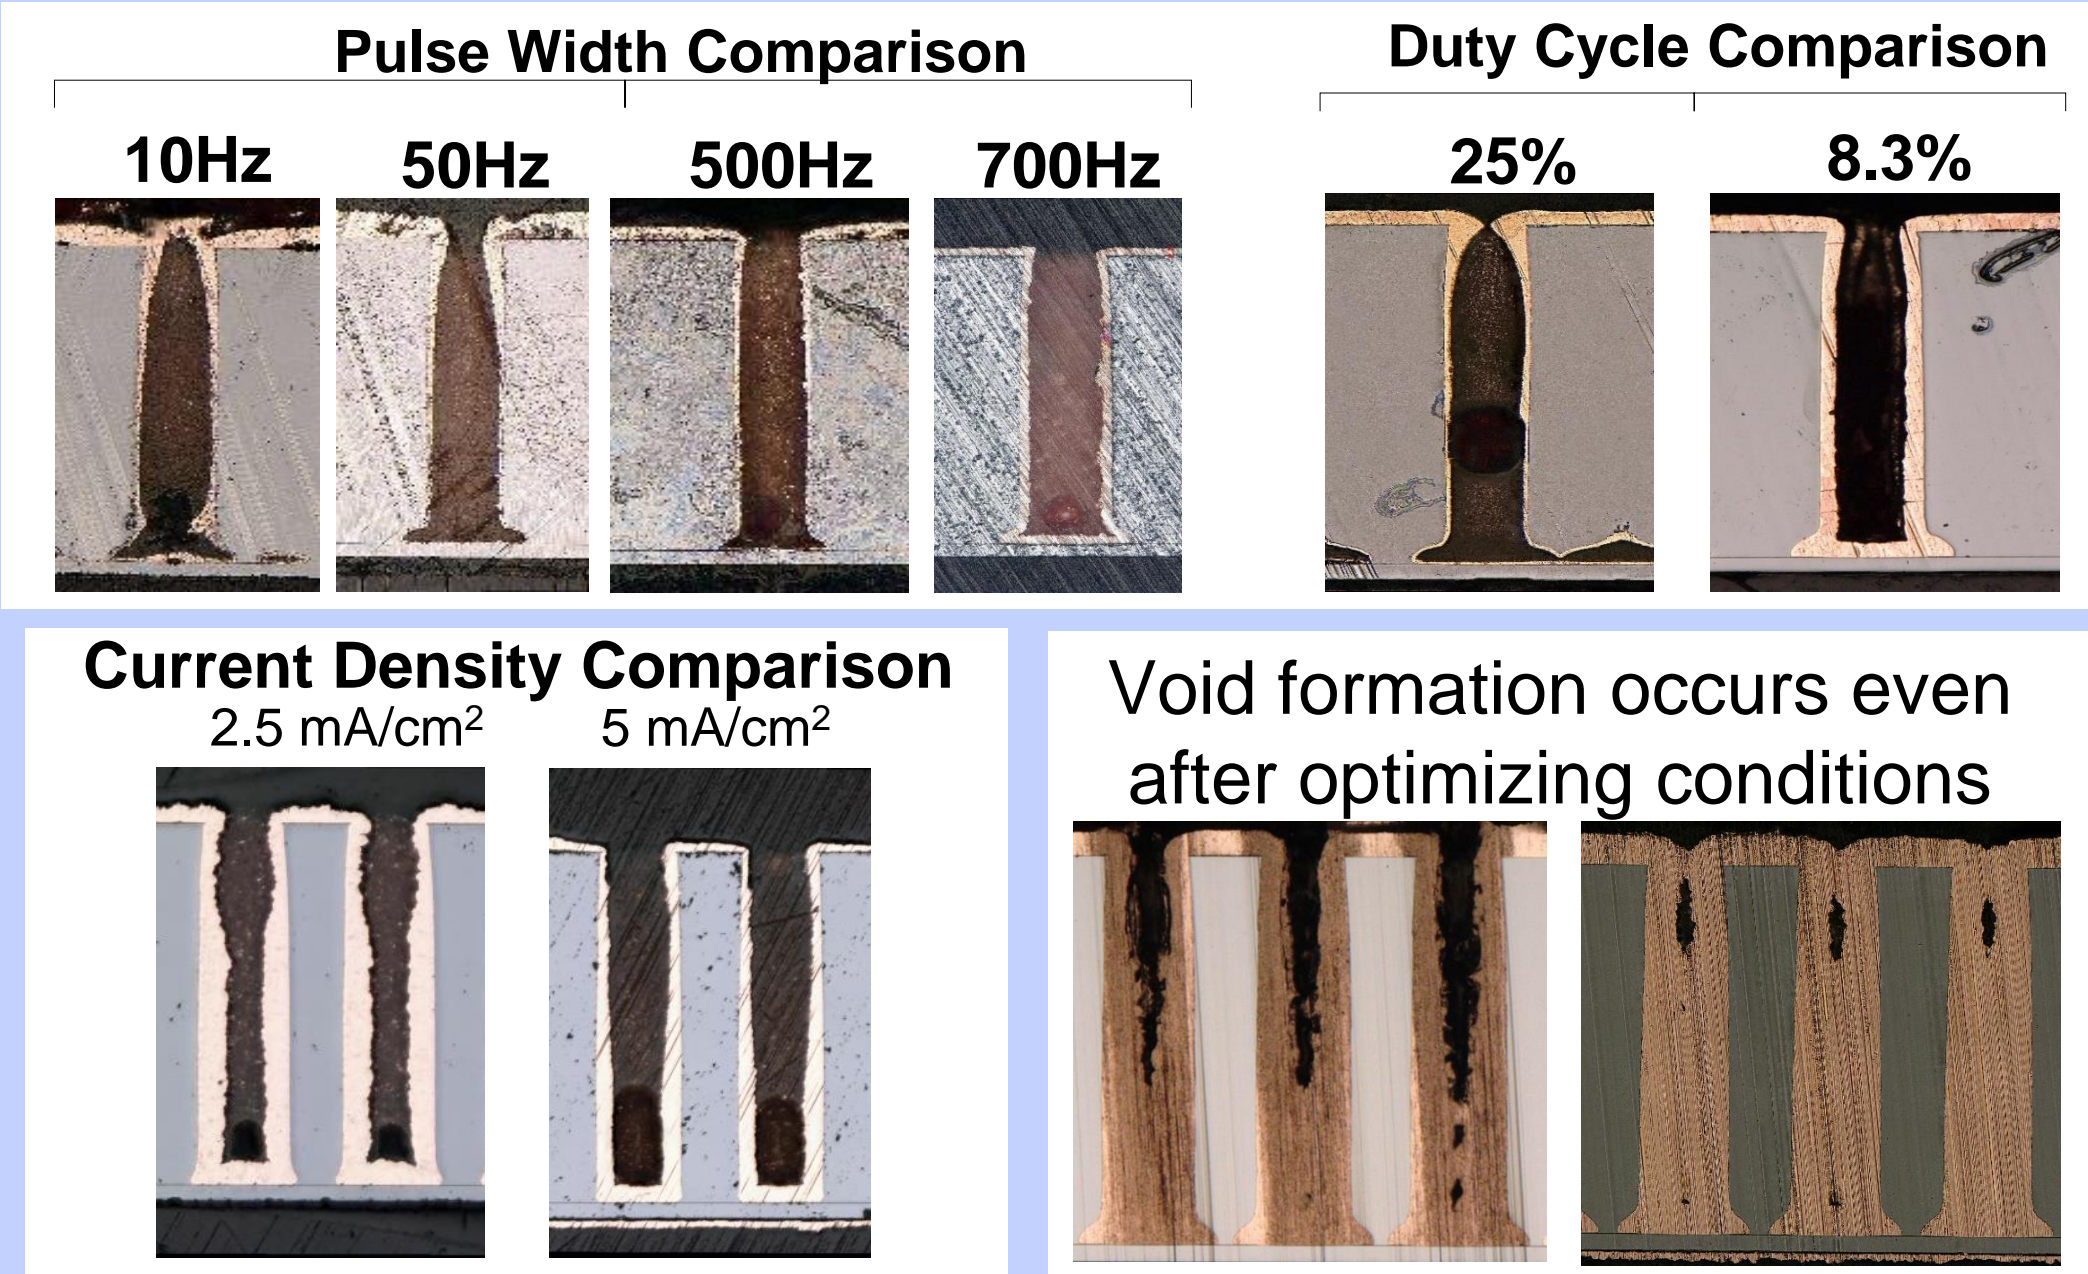 Pulse Width Comparison
10Hz 50Hz 500Hz 700Hz
Duty Cycle Comparison
25% 8.3%
Current Density Comparison
2.5 mA/cm² 5 mA/cm²
Void formation occurs even
after optimizing conditions